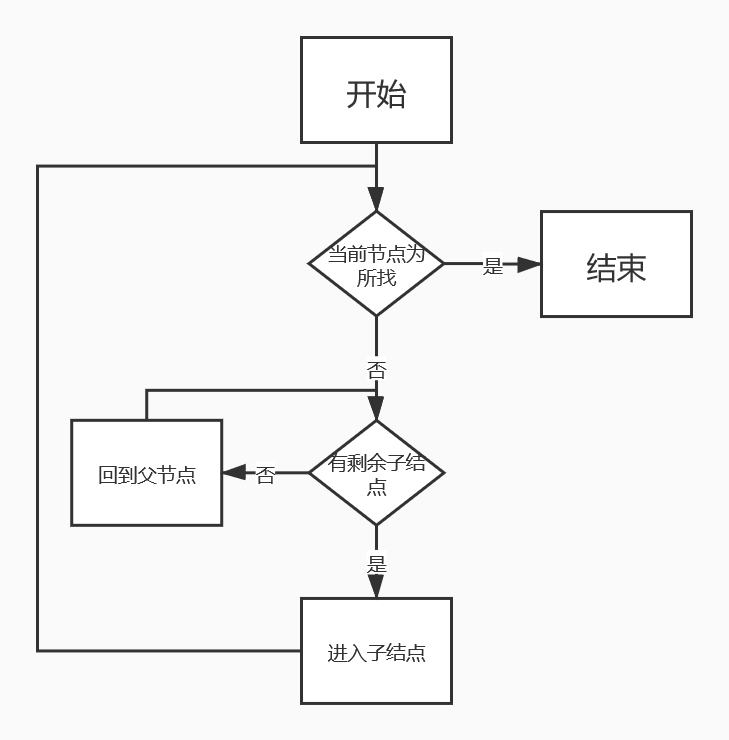 开始
当前节点为
所找
是
结束
否
有剩余子结
点
否
回到父节点
是
进入子结点